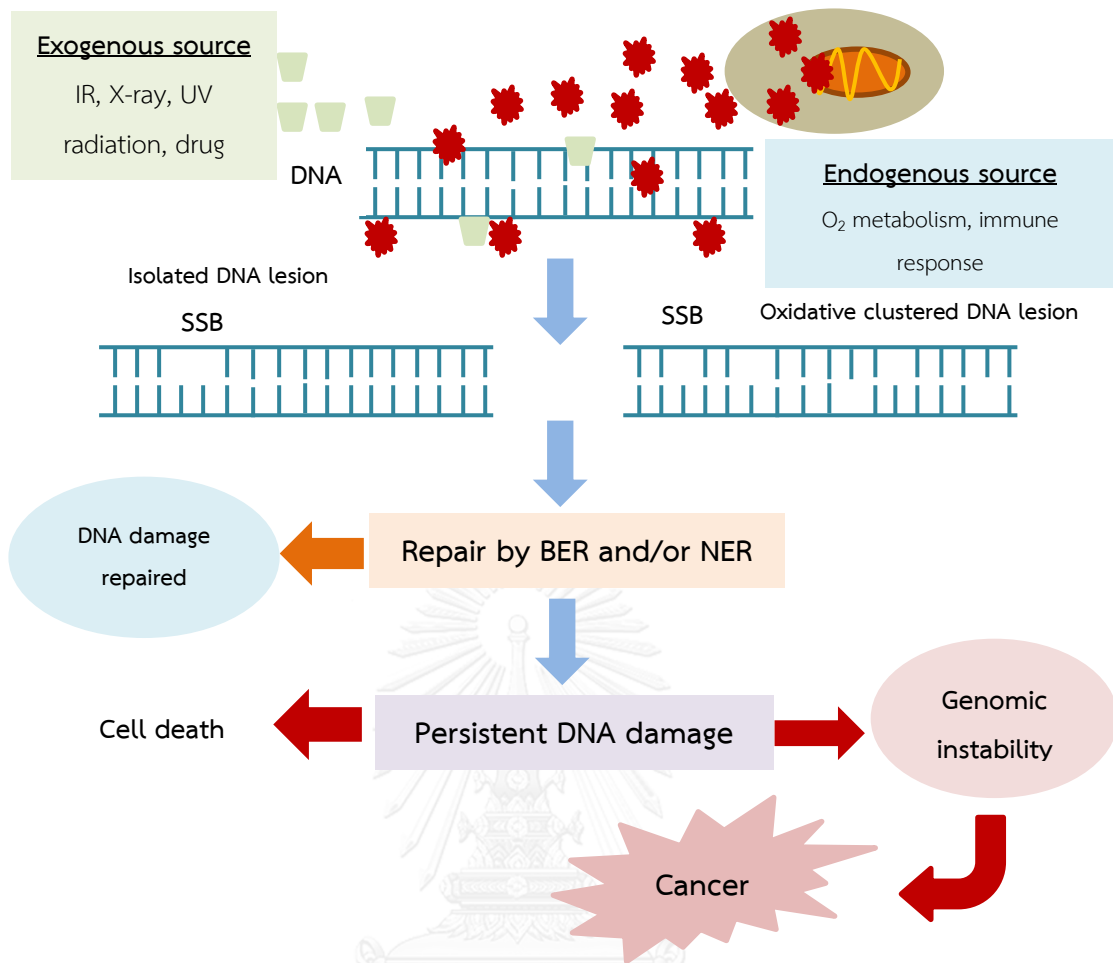 Exogenous source
IR, X-ray, UV
radiation, drug
DNA
Endogenous source
O₂ metabolism, immune
response
Isolated DNA lesion
SSB
SSB
Oxidative clustered DNA lesion
DNA damage
repaired
Repair by BER and/or NER
Cell death
Persistent DNA damage
Genomic
instability
Cancer